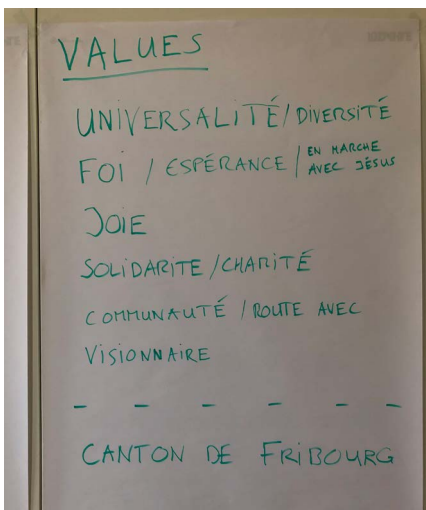 VALUES
UNIVERSALITÉ/DIVERSITÉ
FOI / ESPÉRANCE / EN MARCHE
AVEC JÉSUS
JOIE
SOLIDARITE/CHARITÉ
COMMUNAUTÉ / ROUTE AVEC
VISIONNAIRE
CANTON DE FRIBOURG